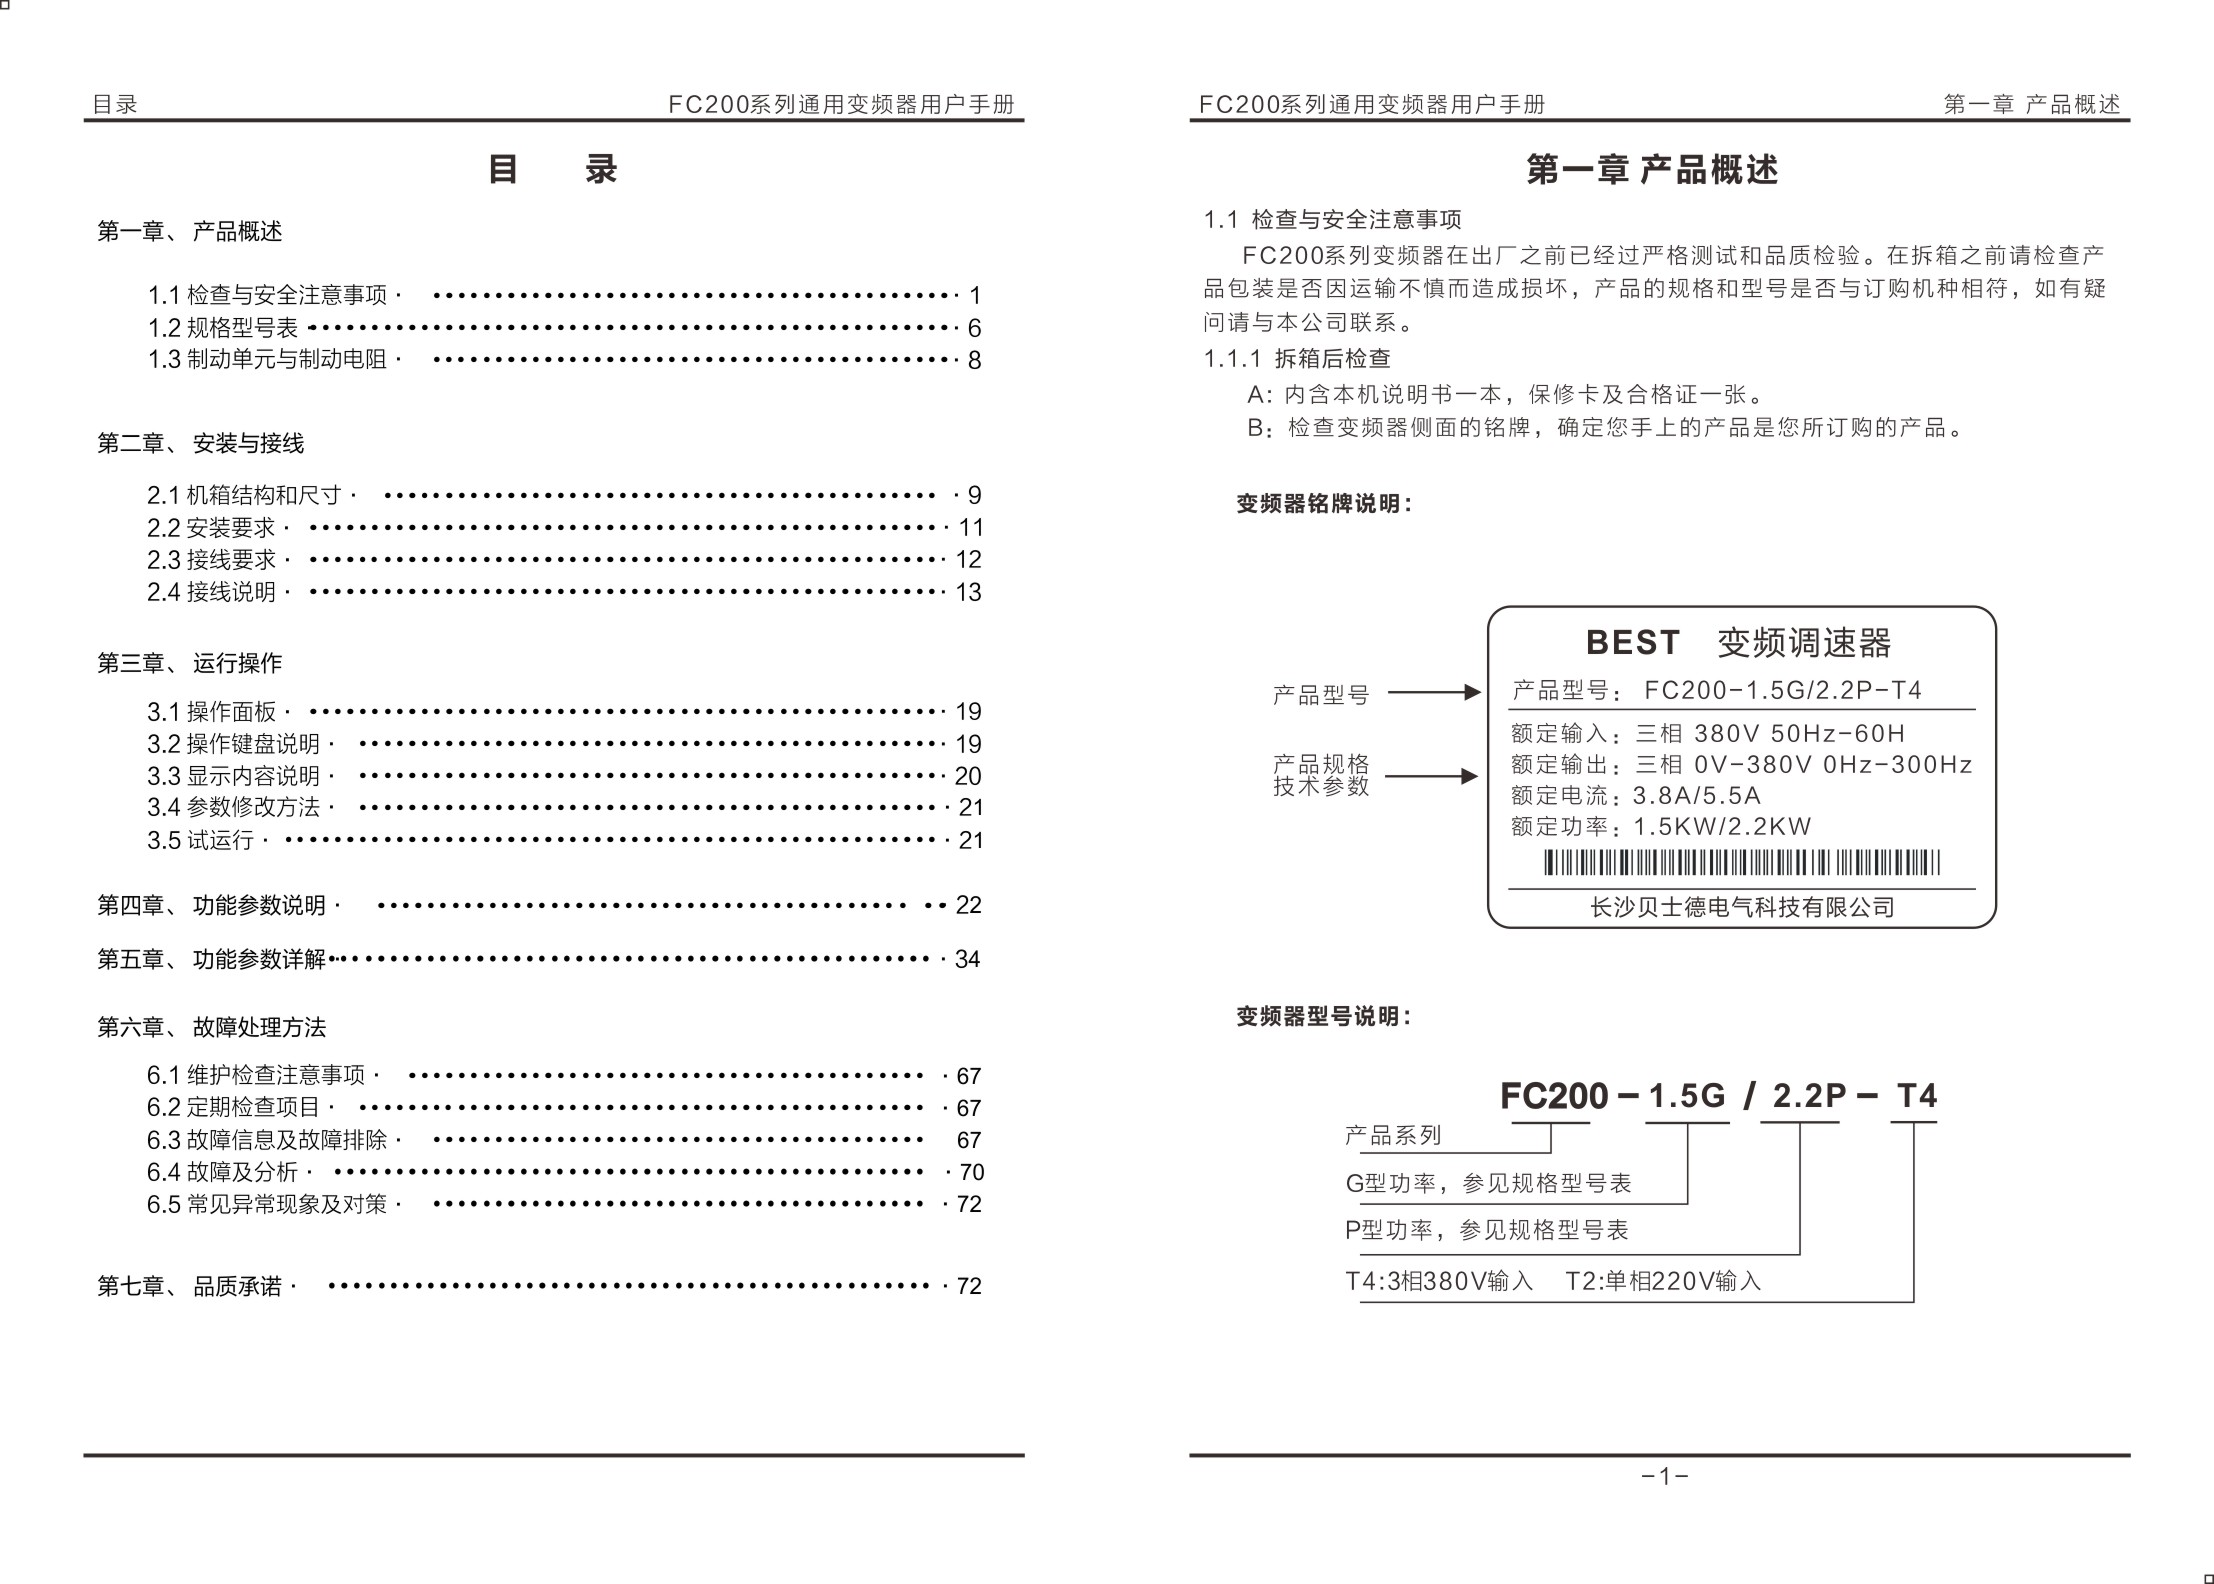 目录
FC200系列通用变频器用户手册
目 录
第一章、 产品概述
1.1 检查与安全注意事项 · ·········································· · 1
1.2 规格型号表 ···················································· · 6
1.3 制动单元与制动电阻 · ·········································· · 8
第二章、 安装与接线
2.1 机箱结构和尺寸 · ············································· · 9
2.2 安装要求 · ··················································· · 11
2.3 接线要求 · ··················································· · 12
2.4 接线说明 · ··················································· · 13
第三章、 运行操作
3.1 操作面板 · ··················································· · 19
3.2 操作键盘说明 · ··············································· · 19
3.3 显示内容说明 · ··············································· · 20
3.4 参数修改方法 · ··············································· · 21
3.5 试运行 · ····················································· · 21
第四章、 功能参数说明 · ··········································· ·· 22
第五章、 功能参数详解················································· · 34
第六章、 故障处理方法
6.1 维护检查注意事项 · ·········································· · 67
6.2 定期检查项目 · ·············································· · 67
6.3 故障信息及故障排除 · ········································ 67
6.4 故障及分析 · ················································ · 70
6.5 常见异常现象及对策 · ········································ · 72
第七章、 品质承诺 · ················································· · 72
FC200系列通用变频器用户手册
第一章 产品概述
第一章 产品概述
1.1 检查与安全注意事项
FC200系列变频器在出厂之前已经过严格测试和品质检验。在拆箱之前请检查产
品包装是否因运输不慎而造成损坏，产品的规格和型号是否与订购机种相符，如有疑
问请与本公司联系。
1.1.1 拆箱后检查
A: 内含本机说明书一本，保修卡及合格证一张。
B: 检查变频器侧面的铭牌，确定您手上的产品是您所订购的产品。
变频器铭牌说明：
BEST 变频调速器
产品型号
产品型号: FC200-1.5G/2.2P-T4
额定输入: 三相 380V 50Hz-60H
产品规格
技术参数
额定输出: 三相 0V-380V 0Hz-300Hz
额定电流: 3.8A/5.5A
额定功率: 1.5KW/2.2KW
长沙贝士德电气科技有限公司
变频器型号说明：
FC200 - 1.5G / 2.2P - T4
产品系列
G型功率，参见规格型号表
P型功率，参见规格型号表
T4:3相380V输入 T2:单相220V输入
-1-